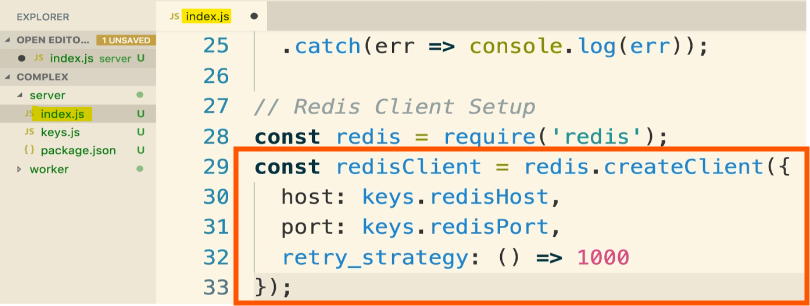 EXPLORER
OPEN EDITO... 1 UNSAVED
JS index.js server U
COMPLEX
server
JS index.js U
JS keys.js U
{} package.json U
worker
JS index.js
25 .catch(err => console.log(err));
26
27 // Redis Client Setup
28 const redis = require('redis');
29 const redisClient = redis.createClient({
30 host: keys.redisHost,
31 port: keys.redisPort,
32 retry_strategy: () => 1000
33 });